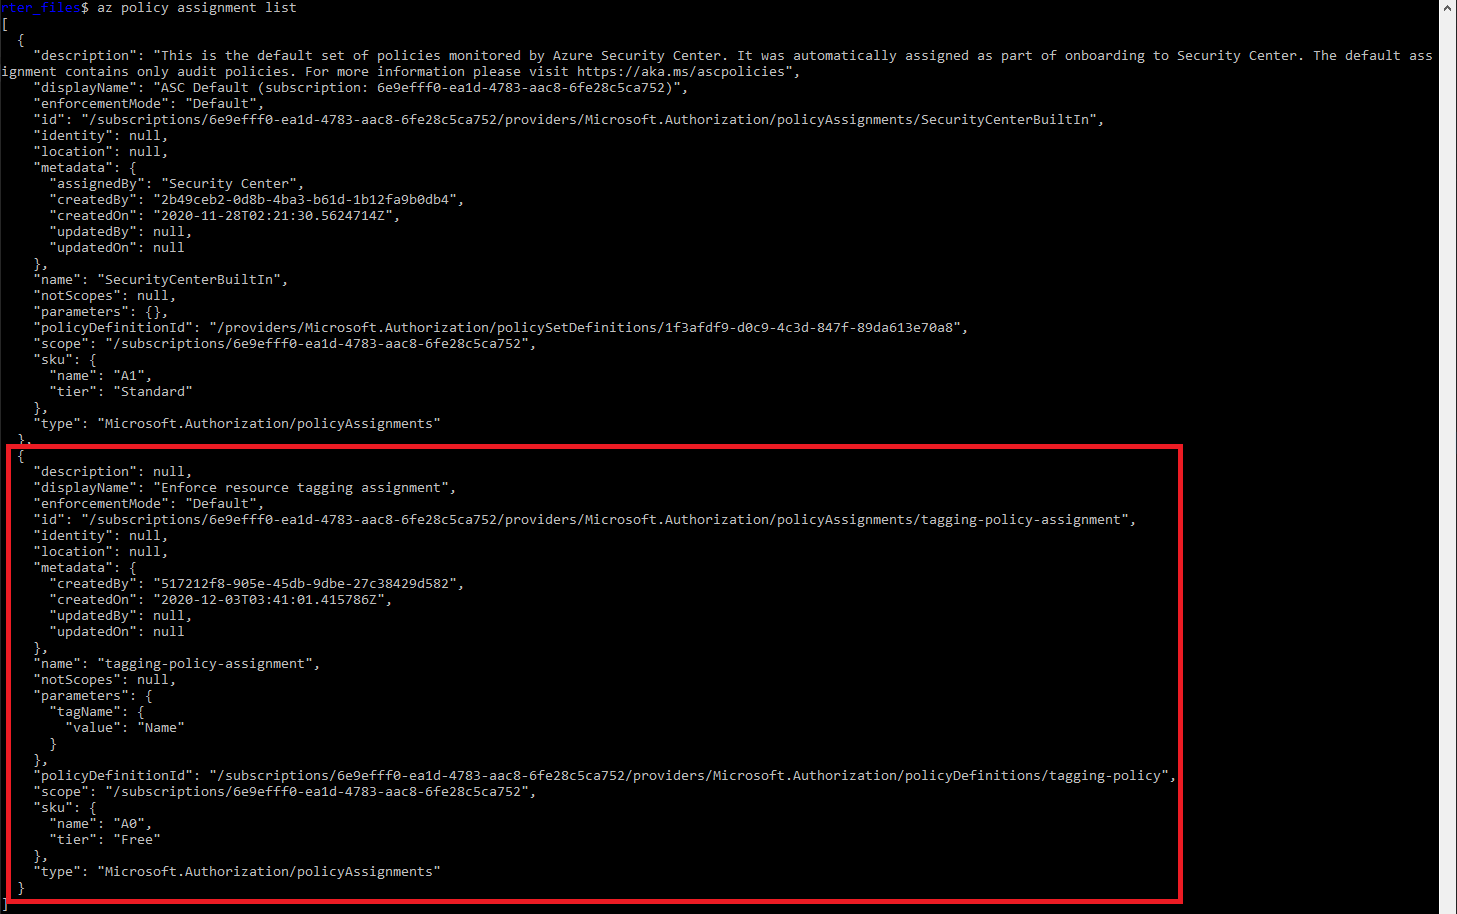 rter_files$ az policy assignment list
[
  {
    "description": "This is the default set of policies monitored by Azure Security Center. It was automatically assigned as part of onboarding to Security Center. The default ass
ignment contains only audit policies. For more information please visit https://aka.ms/ascpolicies",
    "displayName": "ASC Default (subscription: 6e9efff0-ea1d-4783-aac8-6fe28c5ca752)",
    "enforcementMode": "Default",
    "id": "/subscriptions/6e9efff0-ea1d-4783-aac8-6fe28c5ca752/providers/Microsoft.Authorization/policyAssignments/SecurityCenterBuiltIn",
    "identity": null,
    "location": null,
    "metadata": {
      "assignedBy": "Security Center",
      "createdBy": "2b49ceb2-0d8b-4ba3-b61d-1b12fa9b0db4",
      "createdOn": "2020-11-28T02:21:30.5624714Z",
      "updatedBy": null,
      "updatedOn": null
    },
    "name": "SecurityCenterBuiltIn",
    "notScopes": null,
    "parameters": {},
    "policyDefinitionId": "/providers/Microsoft.Authorization/policySetDefinitions/1f3afdf9-d0c9-4c3d-847f-89da613e70a8",
    "scope": "/subscriptions/6e9efff0-ea1d-4783-aac8-6fe28c5ca752",
    "sku": {
      "name": "A1",
      "tier": "Standard"
    },
    "type": "Microsoft.Authorization/policyAssignments"
  },
  {
    "description": null,
    "displayName": "Enforce resource tagging assignment",
    "enforcementMode": "Default",
    "id": "/subscriptions/6e9efff0-ea1d-4783-aac8-6fe28c5ca752/providers/Microsoft.Authorization/policyAssignments/tagging-policy-assignment",
    "identity": null,
    "location": null,
    "metadata": {
      "createdBy": "517212f8-905e-45db-9dbe-27c38429d582",
      "createdOn": "2020-12-03T03:41:01.415786Z",
      "updatedBy": null,
      "updatedOn": null
    },
    "name": "tagging-policy-assignment",
    "notScopes": null,
    "parameters": {
      "tagName": {
        "value": "Name"
      }
    },
    "policyDefinitionId": "/subscriptions/6e9efff0-ea1d-4783-aac8-6fe28c5ca752/providers/Microsoft.Authorization/policyDefinitions/tagging-policy",
    "scope": "/subscriptions/6e9efff0-ea1d-4783-aac8-6fe28c5ca752",
    "sku": {
      "name": "A0",
      "tier": "Free"
    },
    "type": "Microsoft.Authorization/policyAssignments"
  }
]